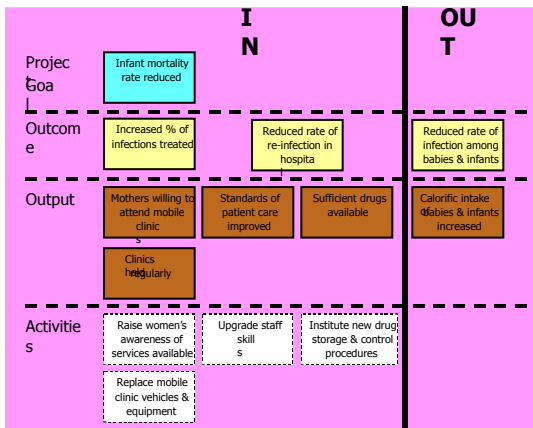 I
N
OU
T
Projec
t
Goa
l
Infant mortality
rate reduced
Outcom
e
Increased % of
infections treated
Reduced rate of
re-infection in
hospita
l
Reduced rate of
infection among
babies & infants
Output
Mothers willing to
attend mobile
clinic
s
Standards of
patient care
improved
Sufficient drugs
available
Calorific intake
of
babies & infants
increased
Clinics
held
regularly
Activitie
s
Raise women's
awareness of
services available
Upgrade staff
skill
s
Institute new drug
storage & control
procedures
Replace mobile
clinic vehicles &
equipment